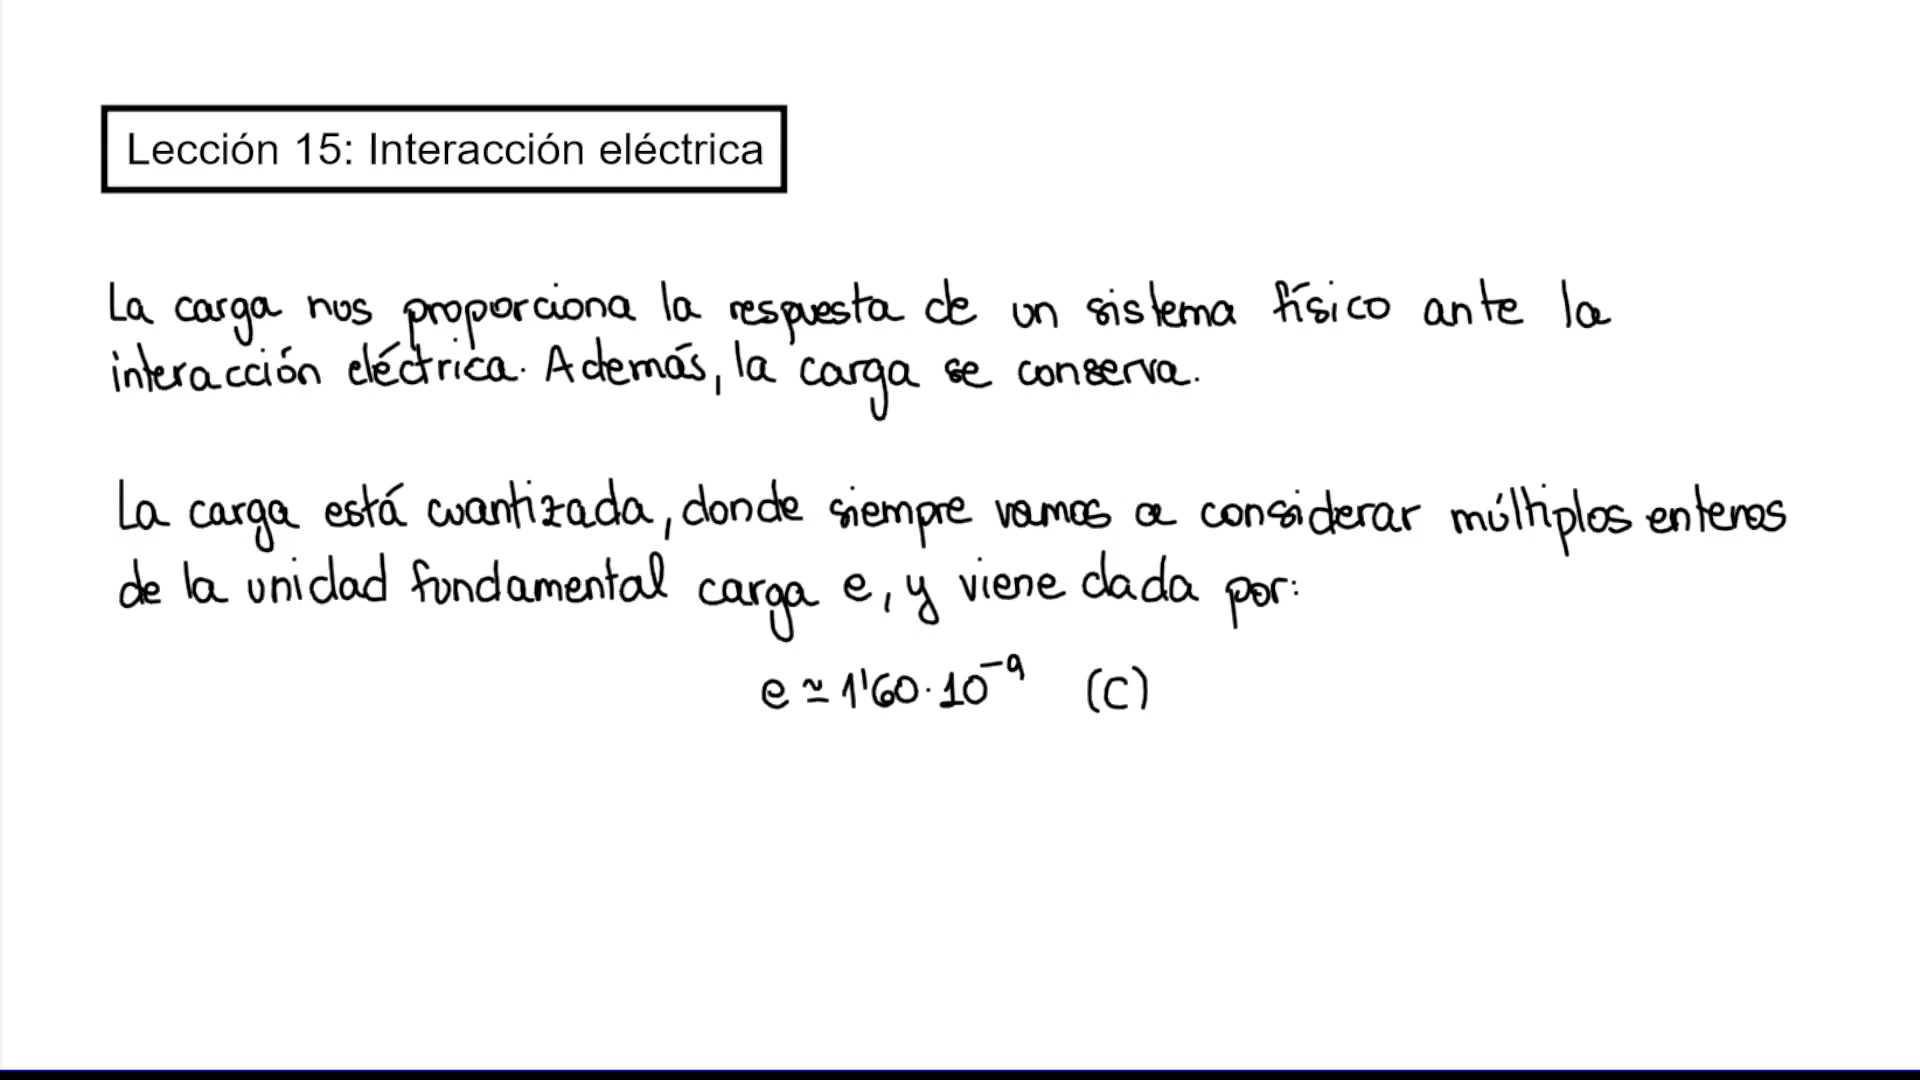 Lección 15: Interacción eléctrica
La carga nos proporciona la respuesta de un sistema físico ante la
interacción eléctrica. Además, la carga se conserva.
La carga está cuantizada, donde siempre vamos a considerar múltiplos enteros
de la unidad fundamental carga e, y viene dada por:
e ≃ 1'60·10⁻⁹ (C)